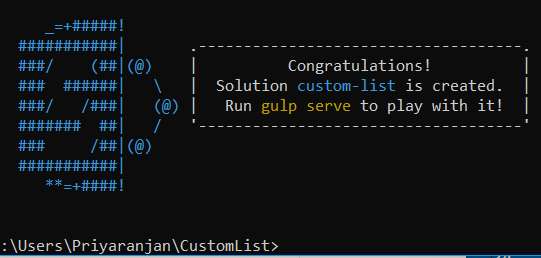 _=+#####!
###########|
###/ (##|(@)
### ######| \
###/ /###| (@)
####### ##| /
### /##|(@)
###########|
**=+####!
.-----------------------------------.
| Congratulations! |
| Solution custom-list is created. |
| Run gulp serve to play with it! |
'-----------------------------------'
:\Users\Priyaranjan\CustomList>